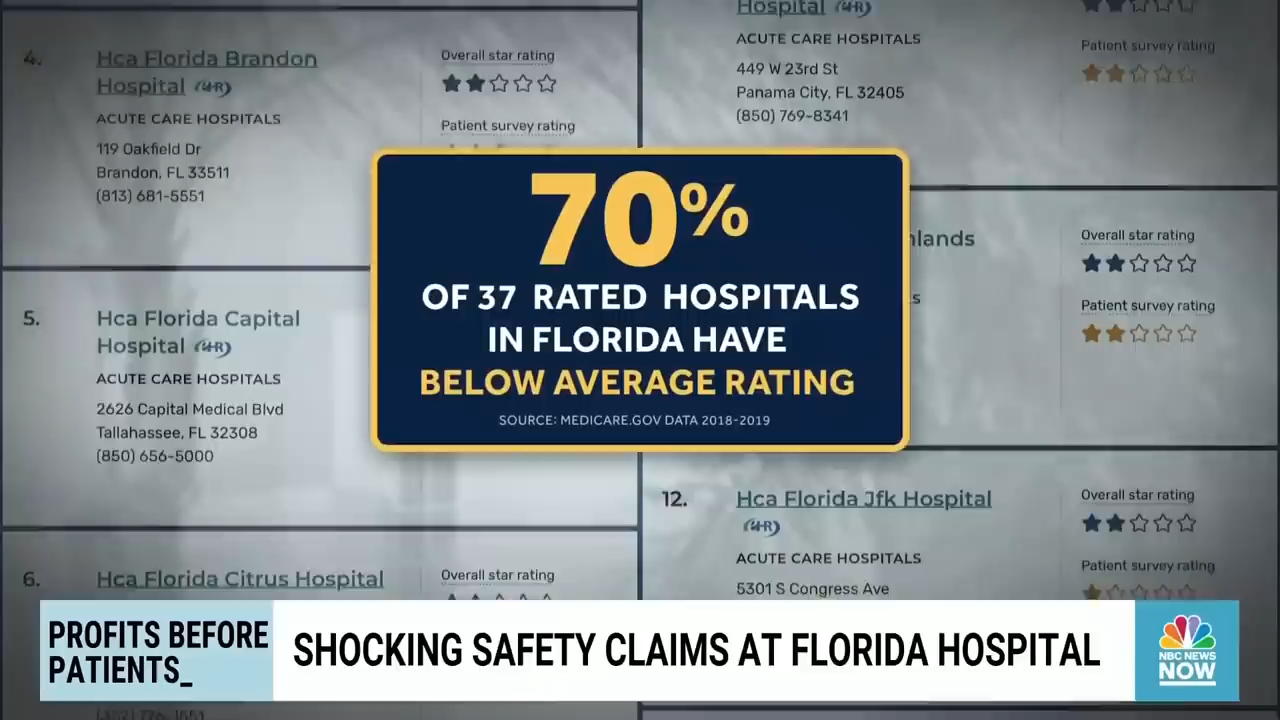 4.
Hca Florida Brandon
Hospital
ACUTE CARE HOSPITALS
119 Oakfield Dr
Brandon, FL 33511
(813) 681-5551
Overall star rating
Patient survey rating
5.
Hca Florida Capital
Hospital
ACUTE CARE HOSPITALS
2626 Capital Medical Blvd
Tallahassee, FL 32308
(850) 656-5000
6.
Hca Florida Citrus Hospital
Overall star rating
Hospital
ACUTE CARE HOSPITALS
449 W 23rd St
Panama City, FL 32405
(850) 769-8341
Patient survey rating
Overall star rating
Patient survey rating
12.
Hca Florida Jfk Hospital
ACUTE CARE HOSPITALS
5301 S Congress Ave
Overall star rating
Patient survey rating
70%
OF 37 RATED HOSPITALS
IN FLORIDA HAVE
BELOW AVERAGE RATING
SOURCE: MEDICARE.GOV DATA 2018-2019
PROFITS BEFORE
PATIENTS_
SHOCKING SAFETY CLAIMS AT FLORIDA HOSPITAL
NBC NEWS
NOW